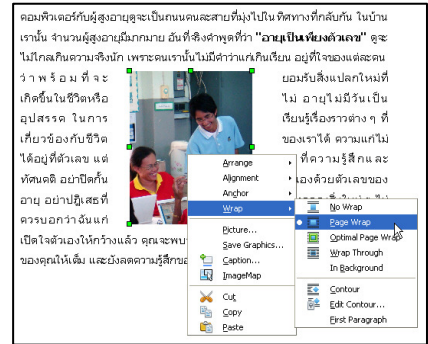 คอมพิวเตอร์กับผู้สูงอายุดูจะเป็นถนนคนละสายที่มุ่งไปในทิศทางที่กลับกัน ในบ้าน
เรานั้น จำนวนผู้สูงอายุมีมากมาย อันที่จริงคำพูดที่ว่า "อายุเป็นเพียงตัวเลข" ดูจะ
ไม่ไกลเกินความจริงนัก เพราะคนเรานั้นไม่มีคำว่าแก่เกินเรียน อยู่ที่ใจของแต่ละคน
ว่าพร้อมที่จะ ยอมรับสิ่งแปลกใหม่ที่
เกิดขึ้นในชีวิตหรือ ไม่ อายุไม่มีวันเป็น
อุปสรรค ในการ เรียนรู้เรื่องราวต่าง ๆ ที่
เกี่ยวข้องกับชีวิต ของเราได้ ความแก่ไม่
ได้อยู่ที่ตัวเลข แต่ ที่ความรู้สึกและ
ทัศนคติ อย่าปิดกั้น องด้วยตัวเลขของ
อายุ อย่าปฏิเสธที่
ควรบอกว่าฉันแก่
เปิดใจตัวเองให้กว้างแล้ว คุณจะพบ
ของคุณให้เต็ม และยังลดความรู้สึกขอ
Arrange
Alignment
Anchor
Wrap
Picture...
Save Graphics...
Caption...
ImageMap
Cut
Copy
Paste
No Wrap
Page Wrap
Optimal Page Wrap
Wrap Through
In Background
Contour
Edit Contour...
First Paragraph